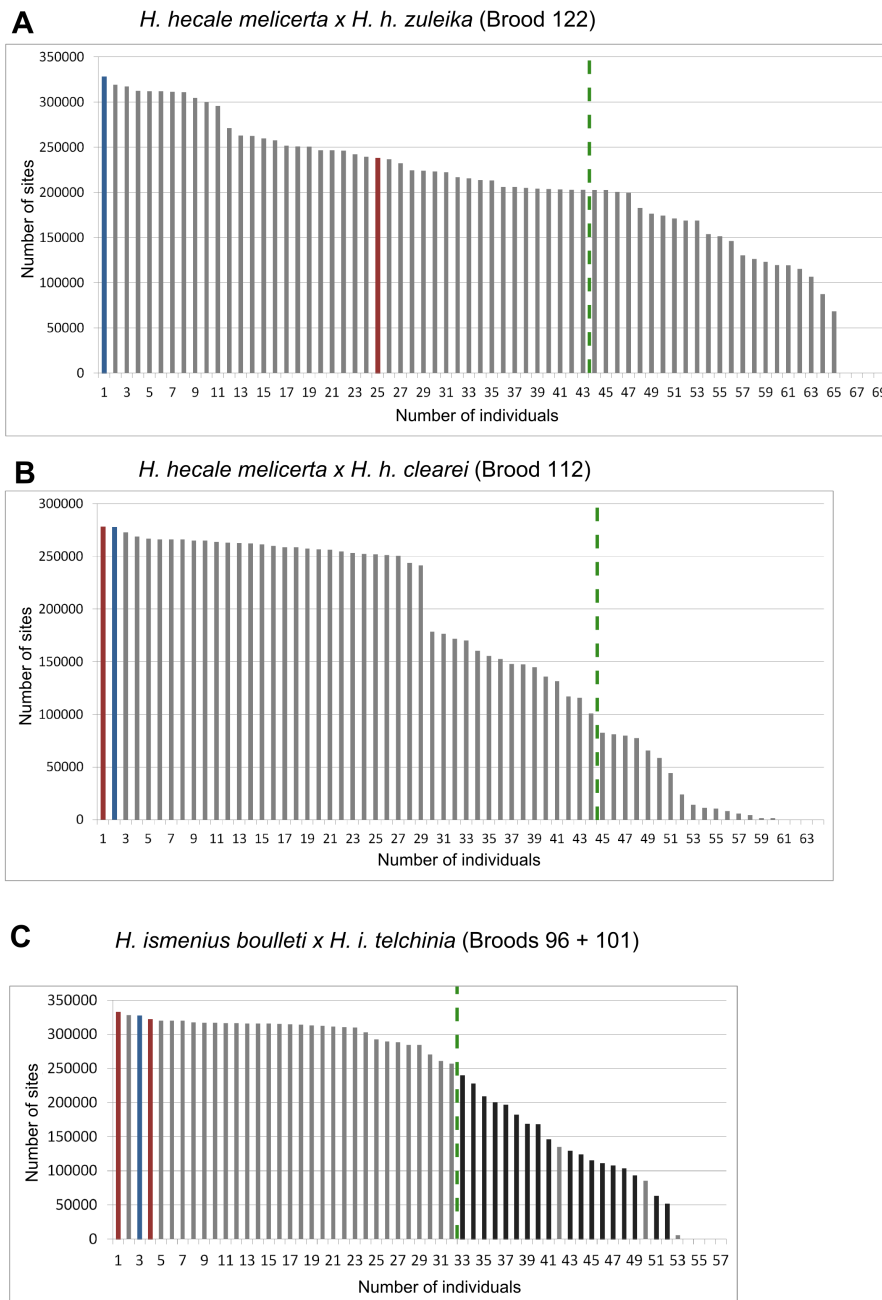 A H. hecale melicerta x H. h. zuleika (Brood 122)
350000
300000
250000
200000
150000
100000
50000
0
Number of sites
1 3 5 7 9 11 13 15 17 19 21 23 25 27 29 31 33 35 37 39 41 43 45 47 49 51 53 55 57 59 61 63 65 67 69
Number of individuals
B H. hecale melicerta x H. h. clearei (Brood 112)
300000
250000
200000
150000
100000
50000
0
Number of sites
1 3 5 7 9 11 13 15 17 19 21 23 25 27 29 31 33 35 37 39 41 43 45 47 49 51 53 55 57 59 61 63
Number of individuals
C H. ismenius boulleti x H. i. telchinia (Broods 96 + 101)
350000
300000
250000
200000
150000
100000
50000
0
Number of sites
1 3 5 7 9 11 13 15 17 19 21 23 25 27 29 31 33 35 37 39 41 43 45 47 49 51 53 55 57
Number of individuals